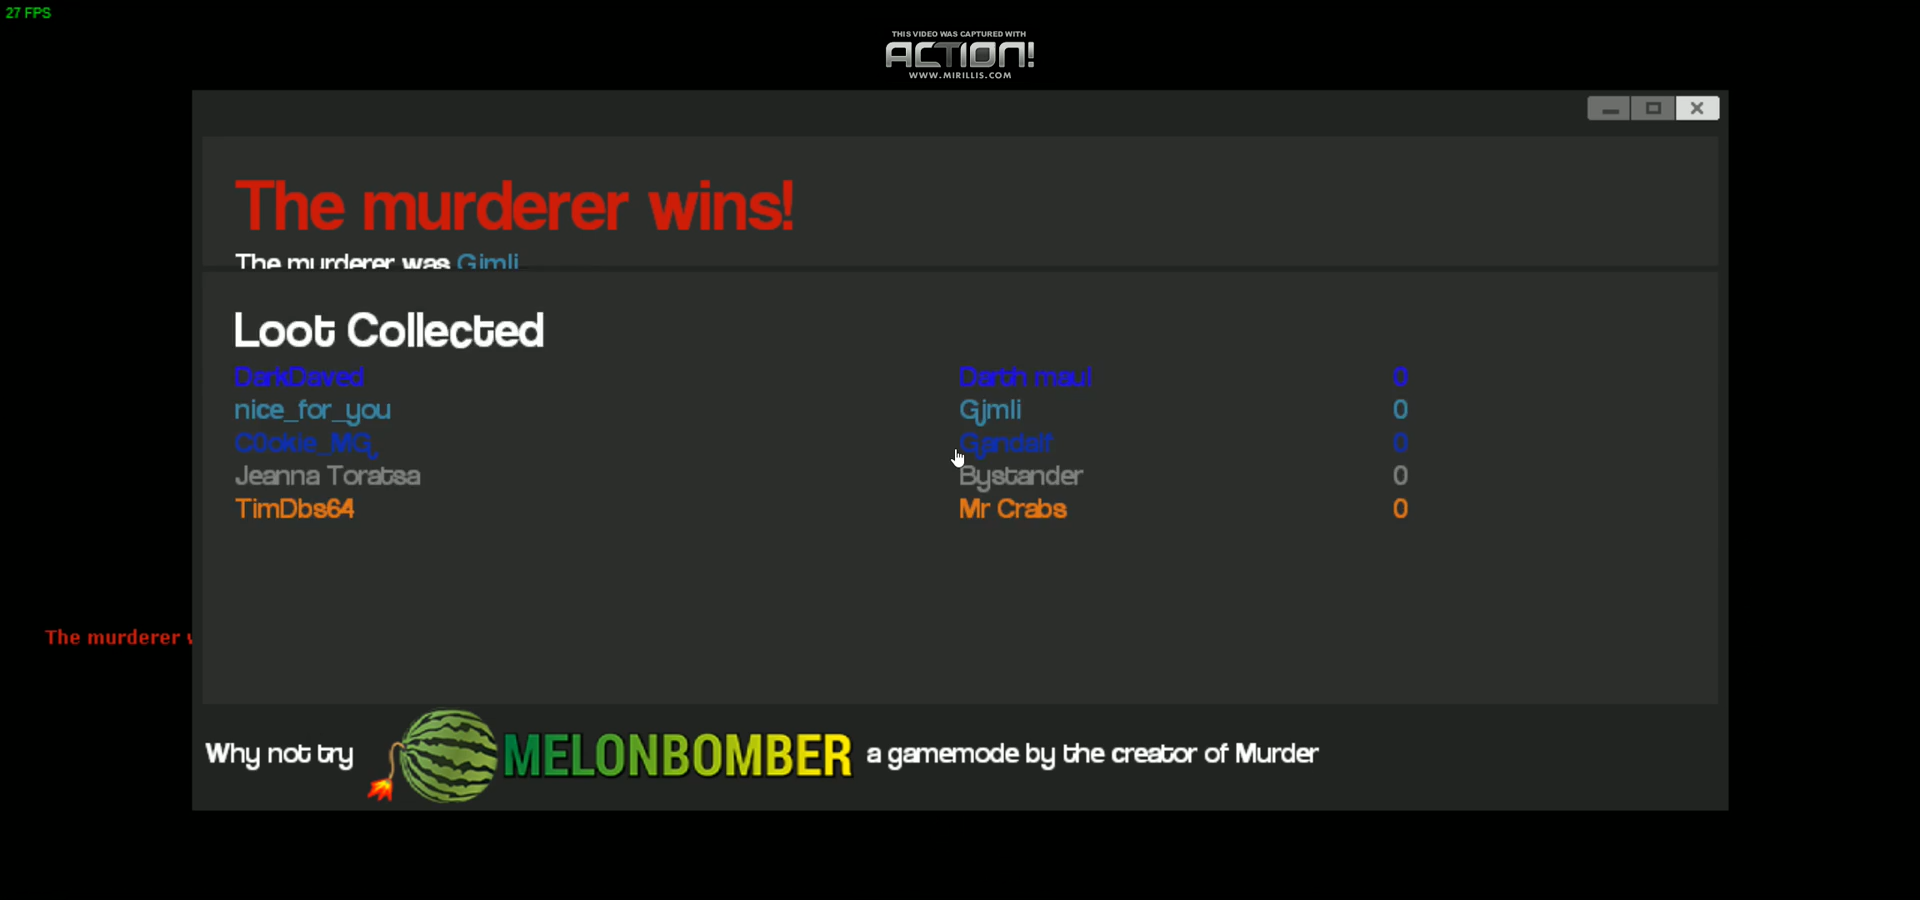 27 FPS
THIS VIDEO WAS CAPTURED WITH
ACTION!
WWW.MIRILLIS.COM
The murderer wins!
The murderer was Gjmli
Loot Collected
DarkDaved Darth maul 0
nice_for_you Gjmli 0
C0okie_MG, Gandalf 0
Jeanna Toratsa Bystander 0
TimDbs64 Mr Crabs 0
The murderer
Why not try MELONBOMBER a gamemode by the creator of Murder